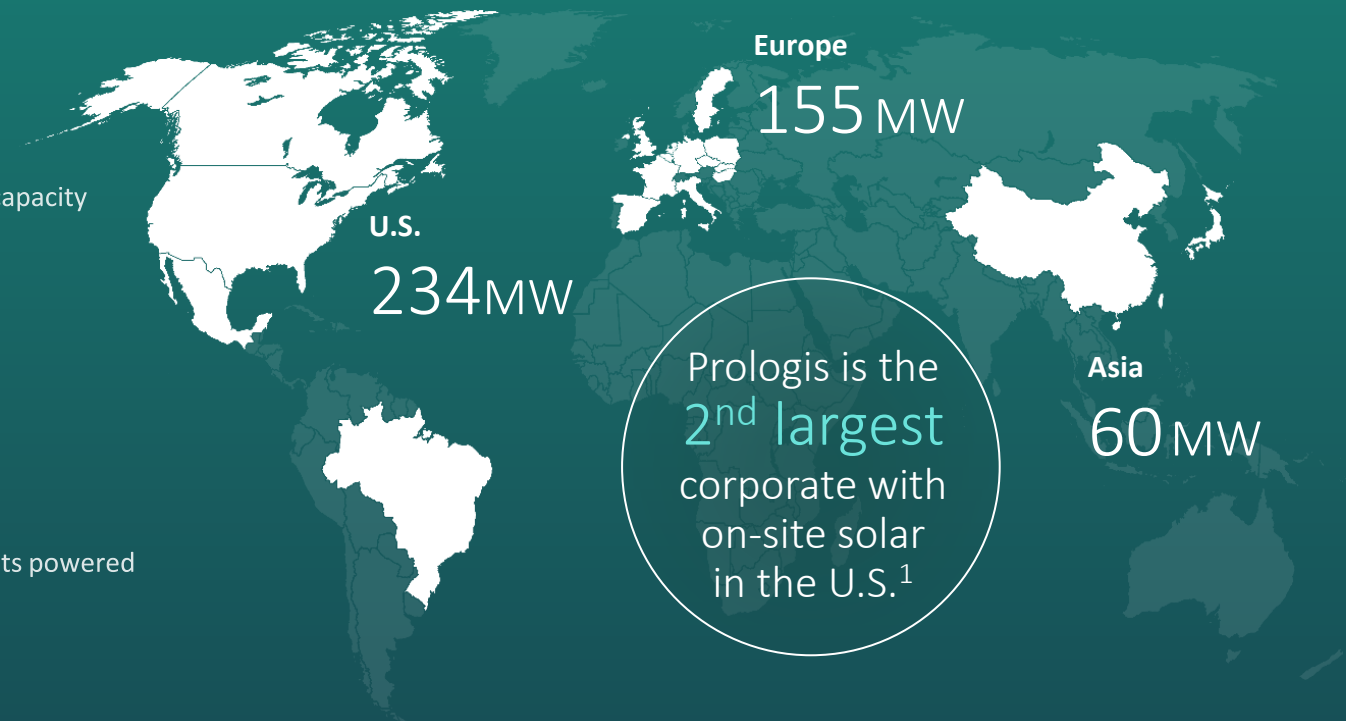 Europe
155 MW
apacity
U.S.
234MW
Prologis is the
2nd largest
corporate with
on-site solar
in the U.S.1
Asia
60 MW
ts powered